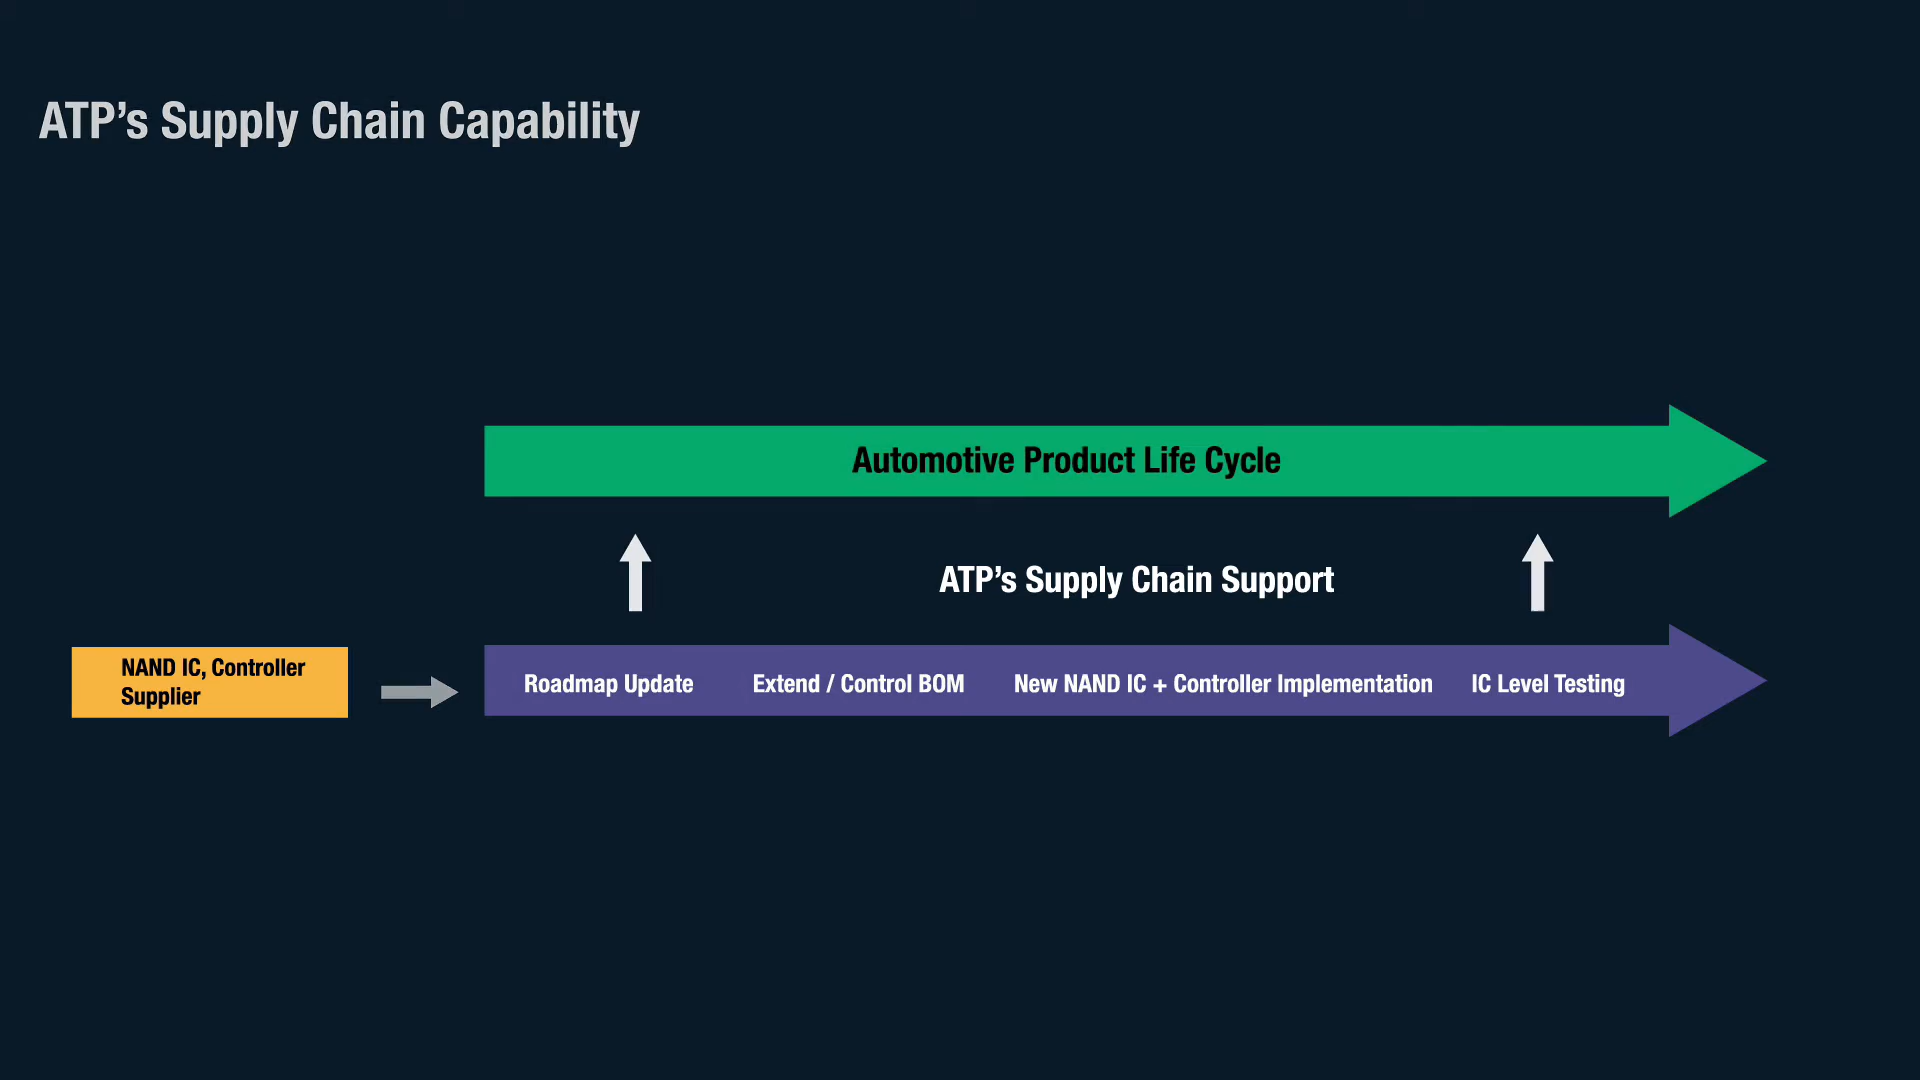 ATP’s Supply Chain Capability
Automotive Product Life Cycle
ATP’s Supply Chain Support
NAND IC, Controller
Supplier
Roadmap Update
Extend / Control BOM
New NAND IC + Controller Implementation
IC Level Testing